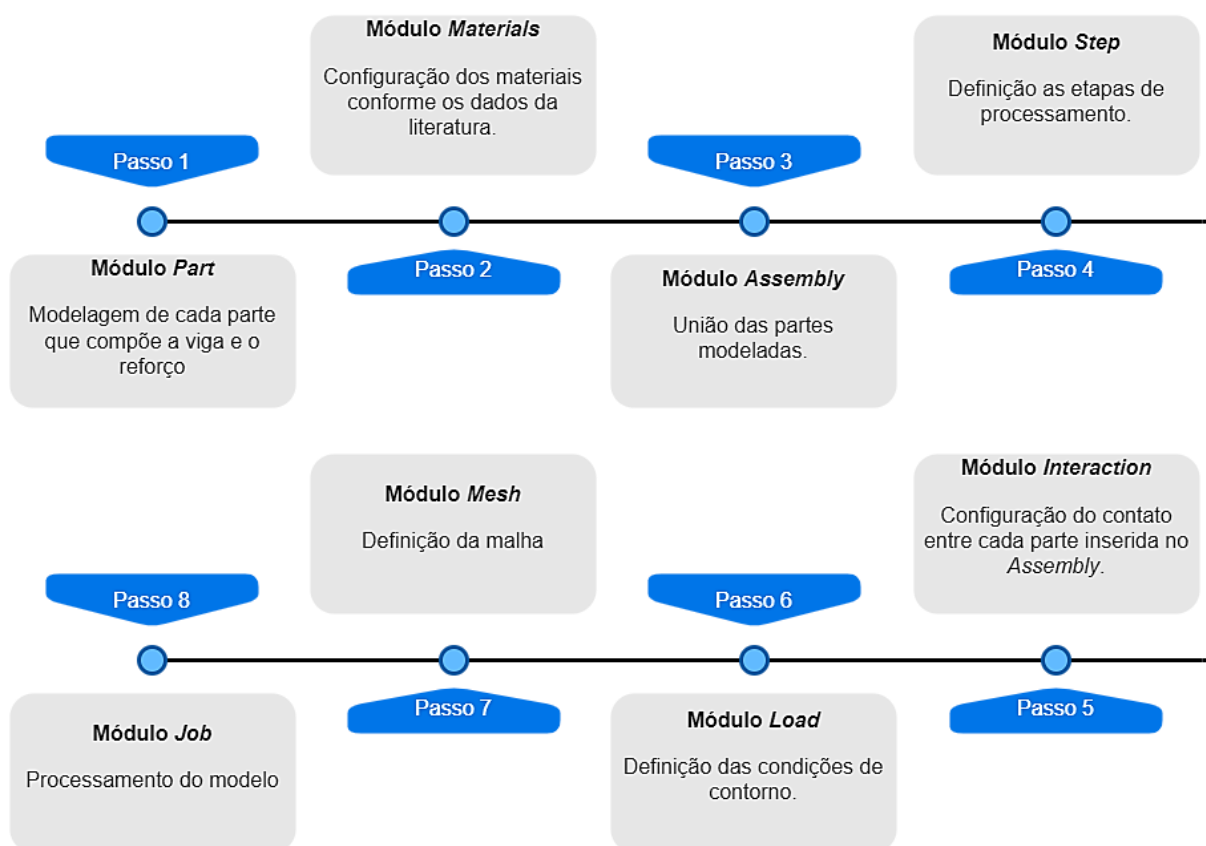 Passo 1
Módulo Part
Modelagem de cada parte
que compõe a viga e o
reforço
Módulo Materials
Configuração dos materiais
conforme os dados da
literatura.
Passo 2
Passo 3
Módulo Assembly
União das partes
modeladas.
Módulo Step
Definição as etapas de
processamento.
Passo 4
Módulo Interaction
Configuração do contato
entre cada parte inserida no
Assembly.
Passo 5
Passo 6
Módulo Load
Definição das condições de
contorno.
Módulo Mesh
Definição da malha
Passo 7
Passo 8
Módulo Job
Processamento do modelo